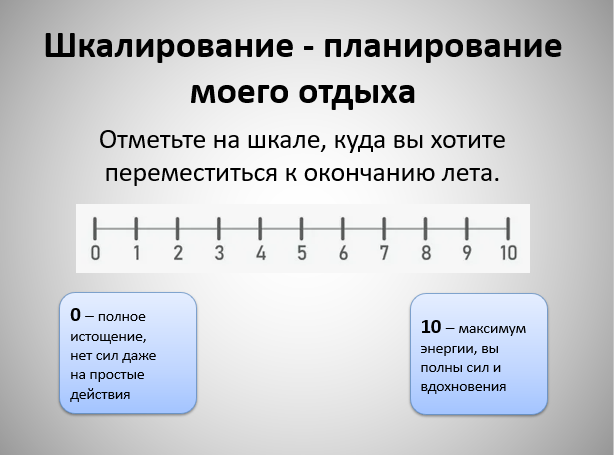 Шкалирование - планирование
моего отдыха
Отметьте на шкале, куда вы хотите
переместиться к окончанию лета.
0 1 2 3 4 5 6 7 8 9 10
0 – полное
истощение,
нет сил даже
на простые
действия
10 – максимум
энергии, вы
полны сил и
вдохновения